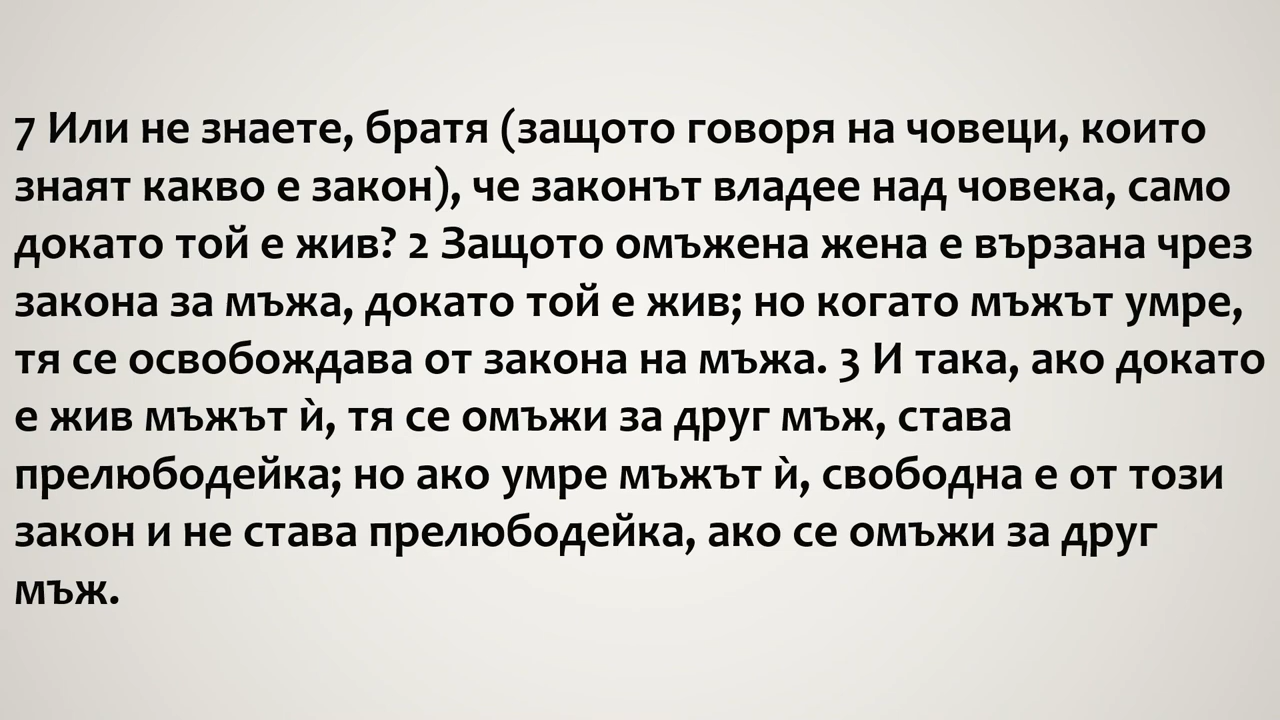 7 Или не знаете, братя (защото говоря на човеци, които
знаят какво е закон), че законът владее над човека, само
докато той е жив? 2 Защото омъжена жена е вързана чрез
закона за мъжа, докато той е жив; но когато мъжът умре,
тя се освобождава от закона на мъжа. 3 И така, ако докато
е жив мъжът ѝ, тя се омъжи за друг мъж, става
прелюбодейка; но ако умре мъжът ѝ, свободна е от този
закон и не става прелюбодейка, ако се омъжи за друг
мъж.